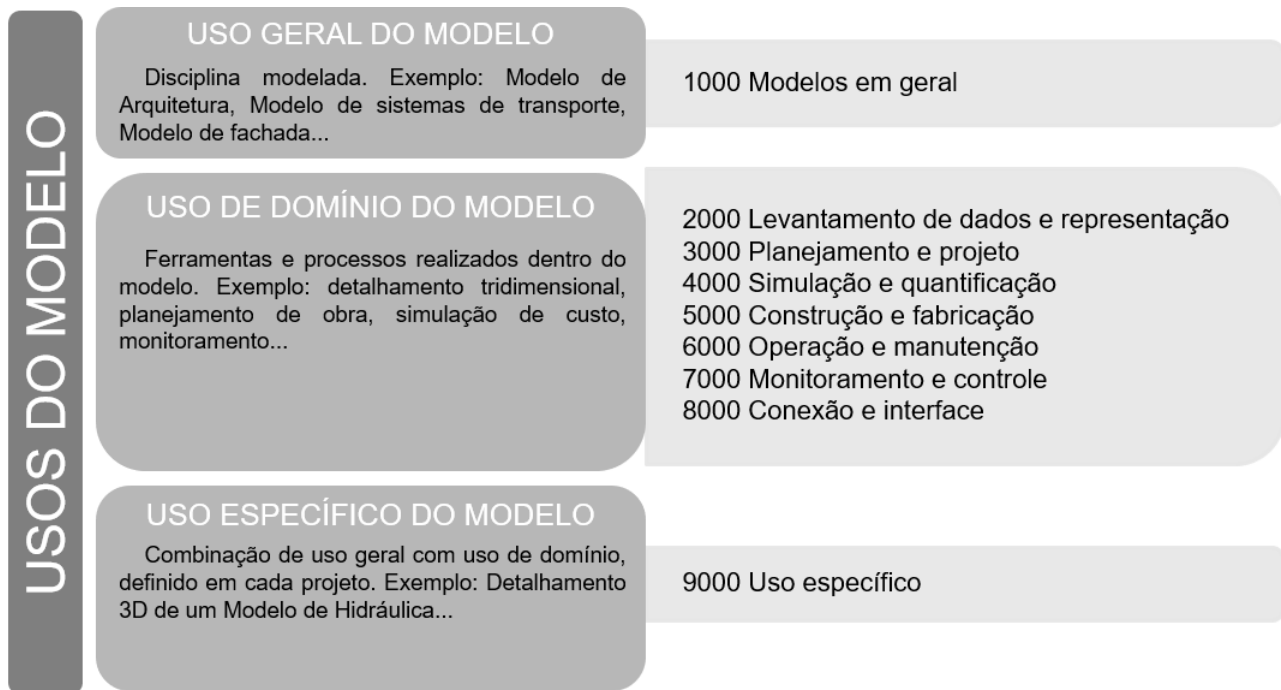 USOS DO MODELO
USO GERAL DO MODELO
Disciplina modelada. Exemplo: Modelo de
Arquitetura, Modelo de sistemas de transporte,
Modelo de fachada...
1000 Modelos em geral
USO DE DOMÍNIO DO MODELO
Ferramentas e processos realizados dentro do
modelo. Exemplo: detalhamento tridimensional,
planejamento de obra, simulação de custo,
monitoramento...
2000 Levantamento de dados e representação
3000 Planejamento e projeto
4000 Simulação e quantificação
5000 Construção e fabricação
6000 Operação e manutenção
7000 Monitoramento e controle
8000 Conexão e interface
USO ESPECÍFICO DO MODELO
Combinação de uso geral com uso de domínio,
definido em cada projeto. Exemplo: Detalhamento
3D de um Modelo de Hidráulica...
9000 Uso específico